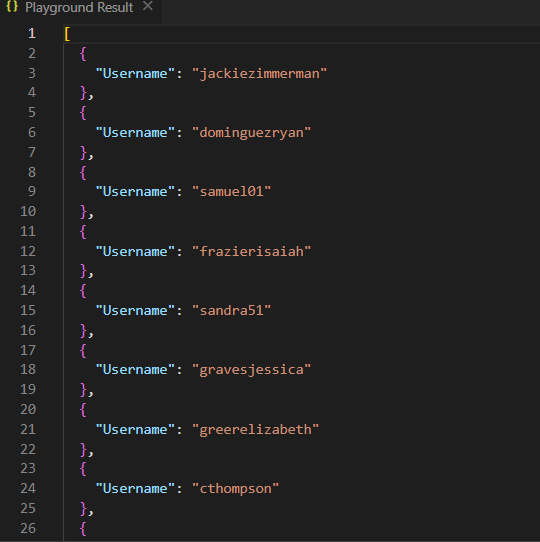 {} Playground Result ×
1 [
2 {
3 "Username": "jackiezimmerman"
4 },
5 {
6 "Username": "dominguezryan"
7 },
8 {
9 "Username": "samuel01"
10 },
11 {
12 "Username": "frazierisaiah"
13 },
14 {
15 "Username": "sandra51"
16 },
17 {
18 "Username": "gravesjessica"
19 },
20 {
21 "Username": "greerelizabeth"
22 },
23 {
24 "Username": "cthompson"
25 },
26 {